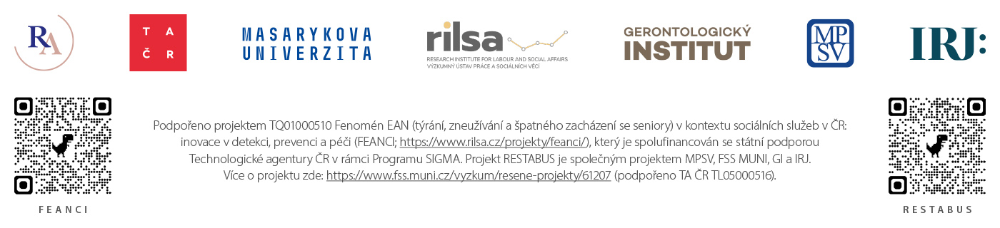 RA
TA
ČR
MASARYKOVA
UNIVERZITA
rilsa
RESEARCH INSTITUTE FOR LABOUR AND SOCIAL AFFAIRS
VÝZKUMNÝ ÚSTAV PRÁCE A SOCIÁLNÍCH VĚCÍ
GERONTOLOGICKÝ
INSTITUT
MP
SV
IRJ:
Podpořeno projektem TQ01000510 Fenomén EAN (týrání, zneužívání a špatného zacházení se seniory) v kontextu sociálních služeb v ČR:
inovace v detekci, prevenci a péči (FEANCI; https://www.rilsa.cz/projekty/feanci/), který je spolufinancován se státní podporou
Technologické agentury ČR v rámci Programu SIGMA. Projekt RESTABUS je společným projektem MPSV, FSS MUNI, GI a IRJ.
Více o projektu zde: https://www.fss.muni.cz/vyzkum/resene-projekty/61207 (podpořeno TA ČR TL05000516).
FEANCI
RESTABUS